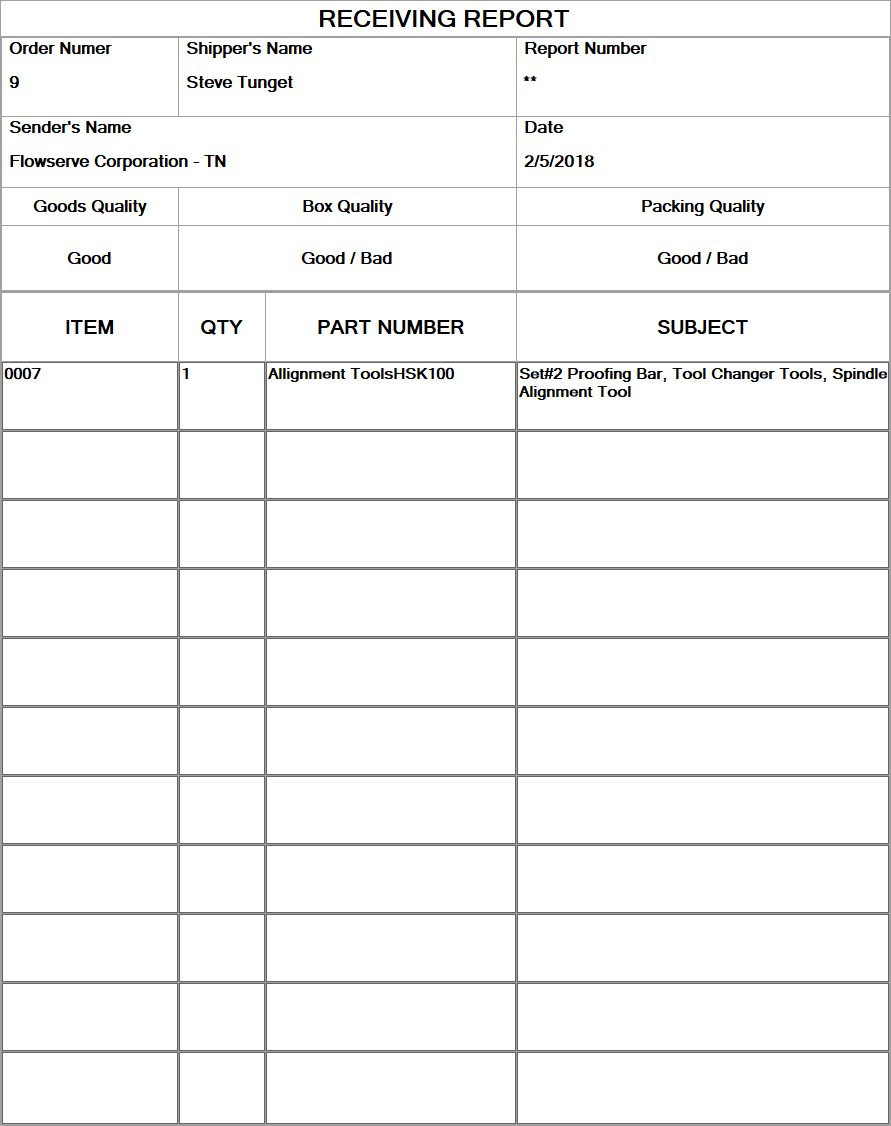 RECEIVING REPORT
Order Numer Shipper's Name Report Number
9 Steve Tunget **
Sender's Name Date
Flowserve Corporation - TN 2/5/2018
Goods Quality Box Quality Packing Quality
Good Good / Bad Good / Bad
ITEM QTY PART NUMBER SUBJECT
0007 1 Allignment ToolsHSK100 Set#2 Proofing Bar, Tool Changer Tools, Spindle
Alignment Tool